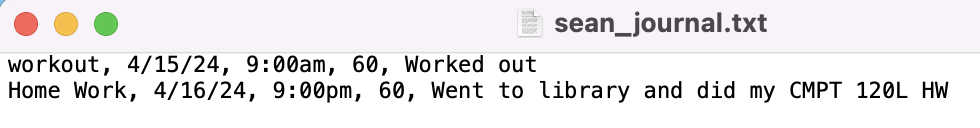 sean_journal.txt
workout, 4/15/24, 9:00am, 60, Worked out
Home Work, 4/16/24, 9:00pm, 60, Went to library and did my CMPT 120L HW